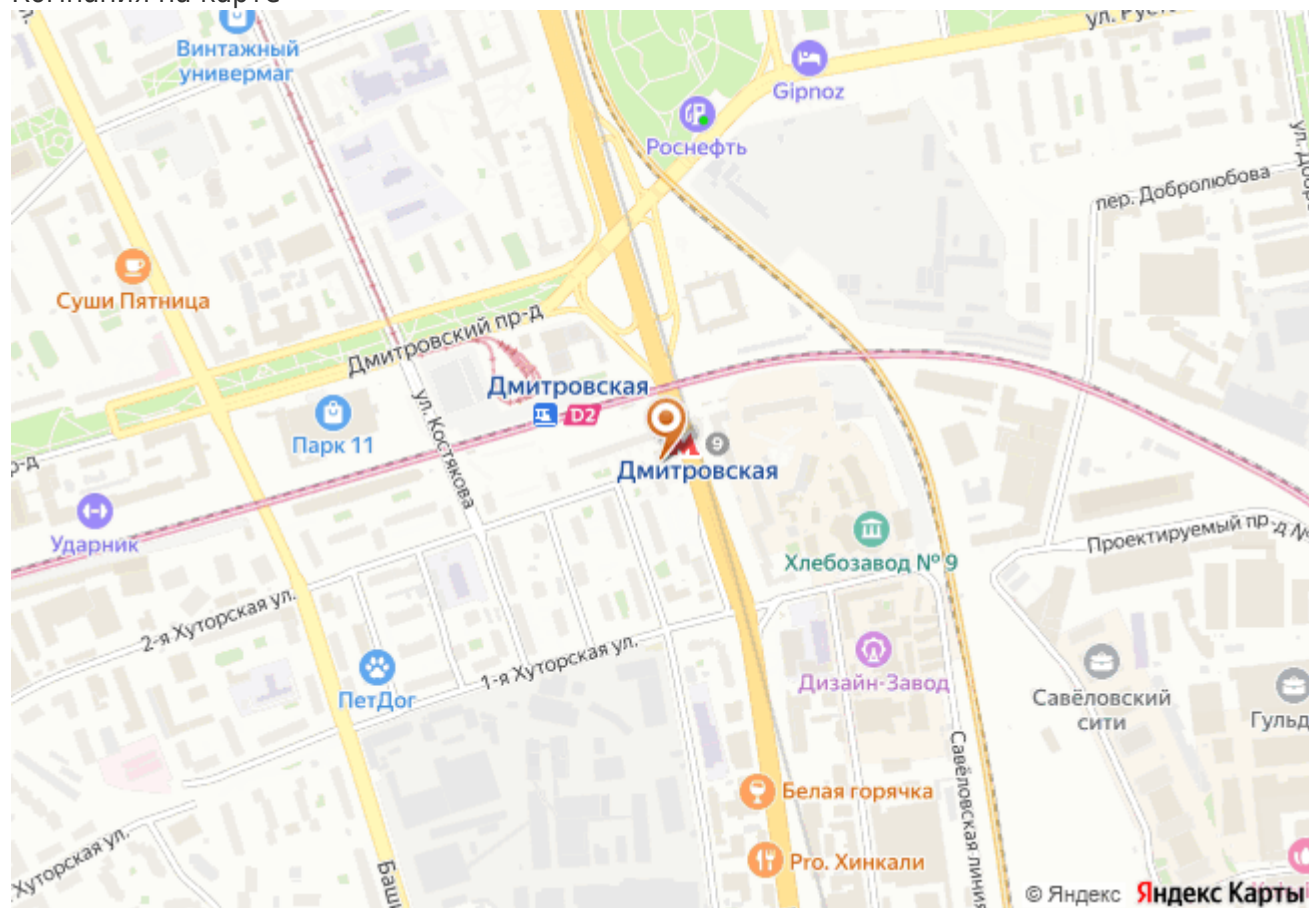 Винтажный
универмаг
Gipnoz
Роснефть
пер. Добролюбова
Суши Пятница
Дмитровский пр-д
Дмитровская
D2
Парк 11
ул. Костякова
9
Дмитровская
Ударник
Хлебозавод № 9
Проектируемый пр-д №
2-я Хуторская ул.
1-я Хуторская ул.
ПетДог
Дизайн-Завод
Савёловский
сити
Савёловская линия
Белая горячка
Pro. Хинкали
Хуторская ул.
© Яндекс Яндекс Карты